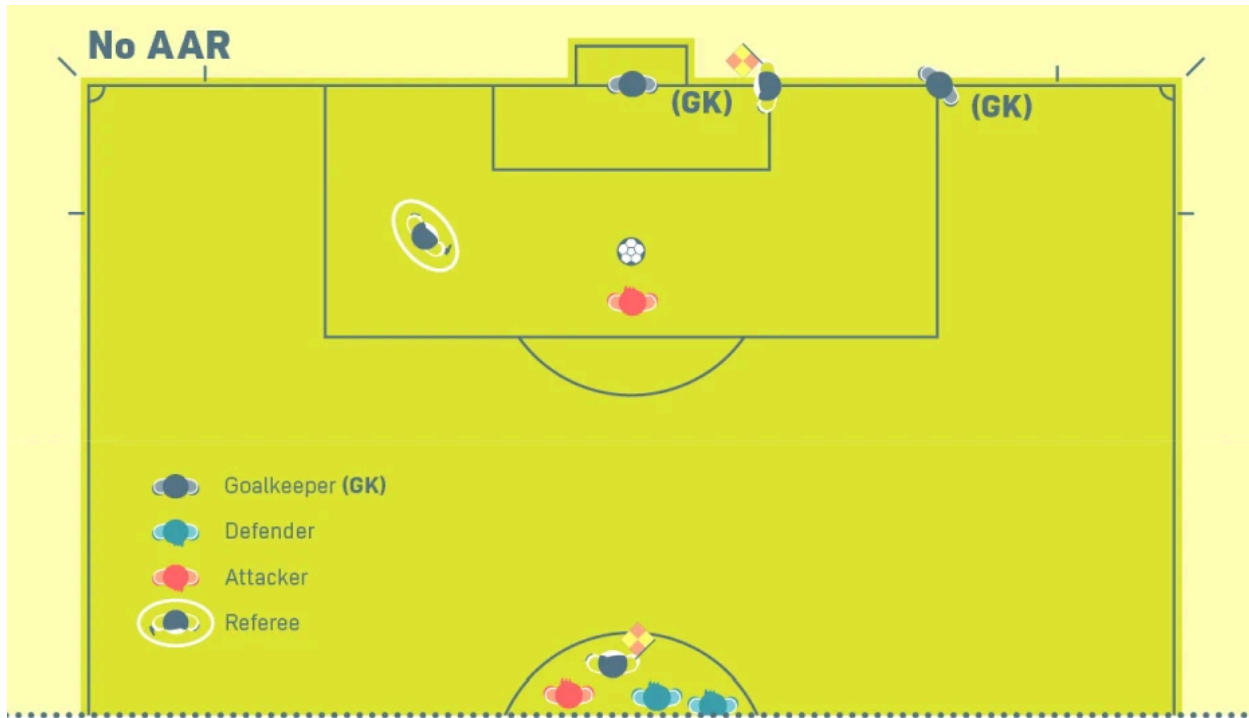 No AAR
(GK)
(GK)
Goalkeeper (GK)
Defender
Attacker
Referee